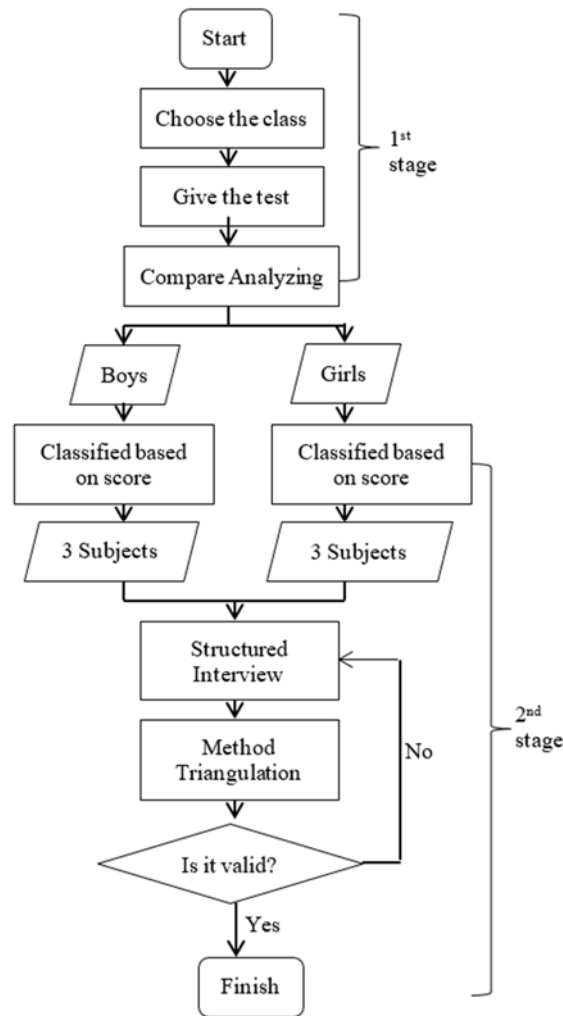 Start
Choose the class
1st
stage
Give the test
Compare Analyzing
Boys
Girls
Classified based
on score
Classified based
on score
3 Subjects
3 Subjects
Structured
Interview
2nd
stage
Method
Triangulation
No
Is it valid?
Yes
Finish